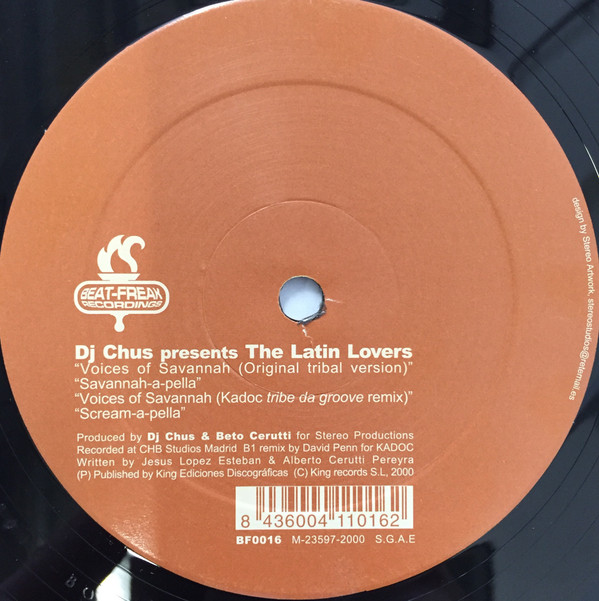 BEAT-FREAK
RECORDINGS
Dj Chus presents The Latin Lovers
"Voices of Savannah (Original tribal version)"
"Savannah-a-pella"
"Voices of Savannah (Kadoc tribe da groove remix)"
"Scream-a-pella"
Produced by Dj Chus & Beto Cerutti for Stereo Productions
Recorded at CHB Studios Madrid B1 remix by David Penn for KADOC
Written by Jesus Lopez Esteban & Alberto Cerutti Pereyra
(P) Published by King Ediciones Discográficas (C) King records S.L, 2000
8 436004 110162
BF0016 M-23597-2000 S.G.A.E
design by Stereo Artwork, stereostudios@retemail.es